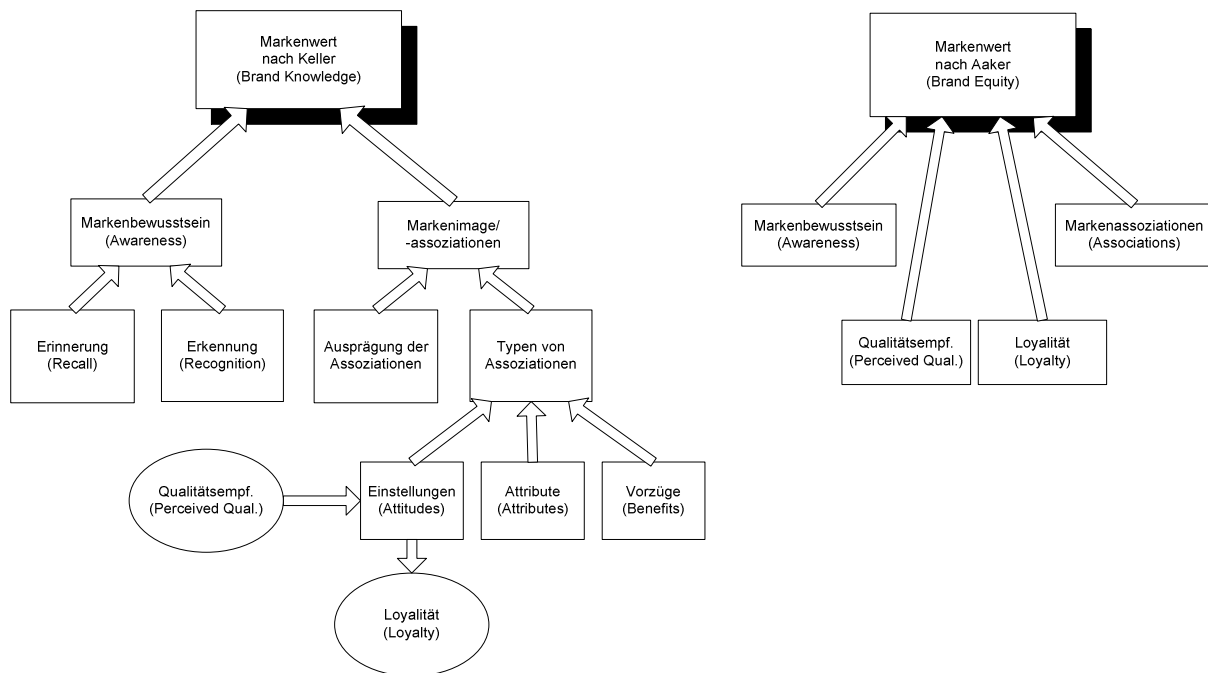 Markenwert
nach Keller
(Brand Knowledge)
Markenbewusstsein
(Awareness)
Markenimage/
-assoziationen
Erinnerung
(Recall)
Erkennung
(Recognition)
Ausprägung der
Assoziationen
Typen von
Assoziationen
Qualitätsempf.
(Perceived Qual.)
Einstellungen
(Attitudes)
Attribute
(Attributes)
Vorzüge
(Benefits)
Loyalität
(Loyalty)
Markenwert
nach Aaker
(Brand Equity)
Markenbewusstsein
(Awareness)
Markenassoziationen
(Associations)
Qualitätsempf.
(Perceived Qual.)
Loyalität
(Loyalty)